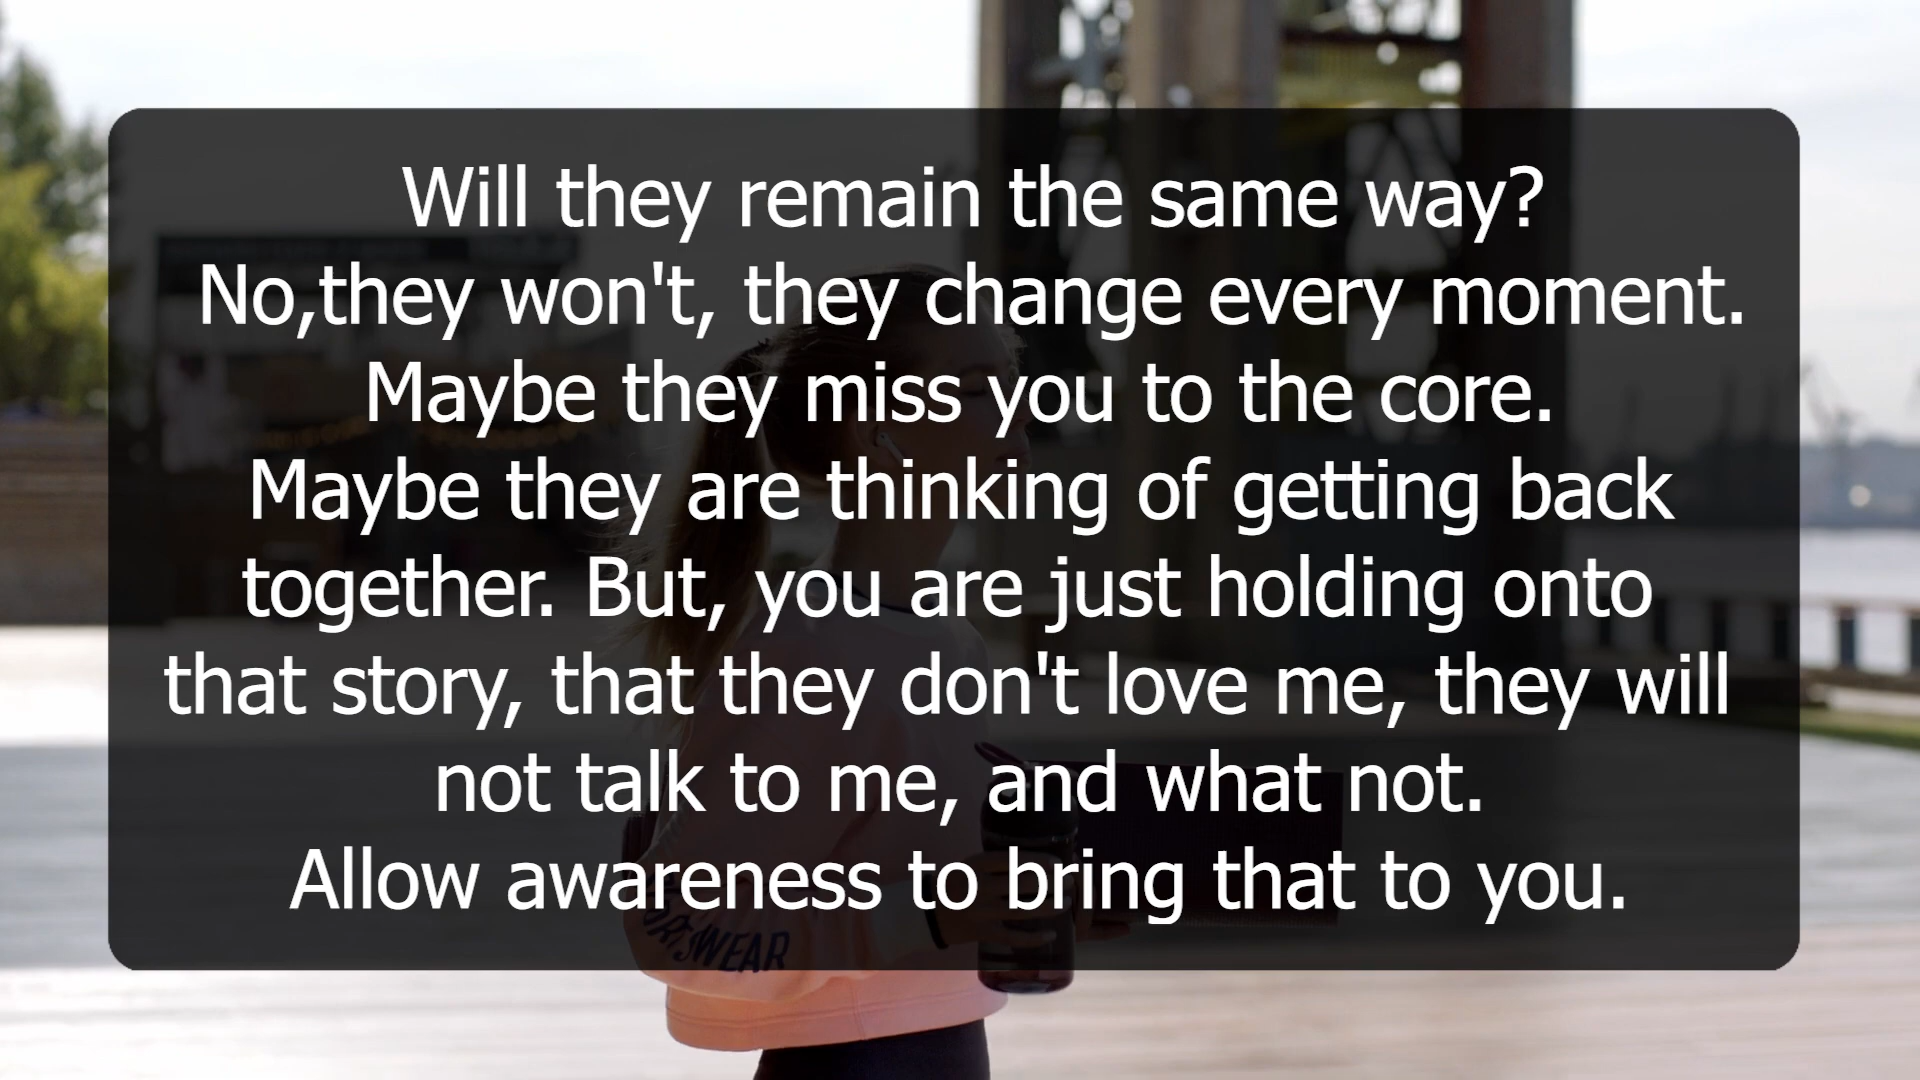 Will they remain the same way?
No,they won't, they change every moment.
Maybe they miss you to the core.
Maybe they are thinking of getting back
together. But, you are just holding onto
that story, that they don't love me, they will
not talk to me, and what not.
Allow awareness to bring that to you.
WEAR